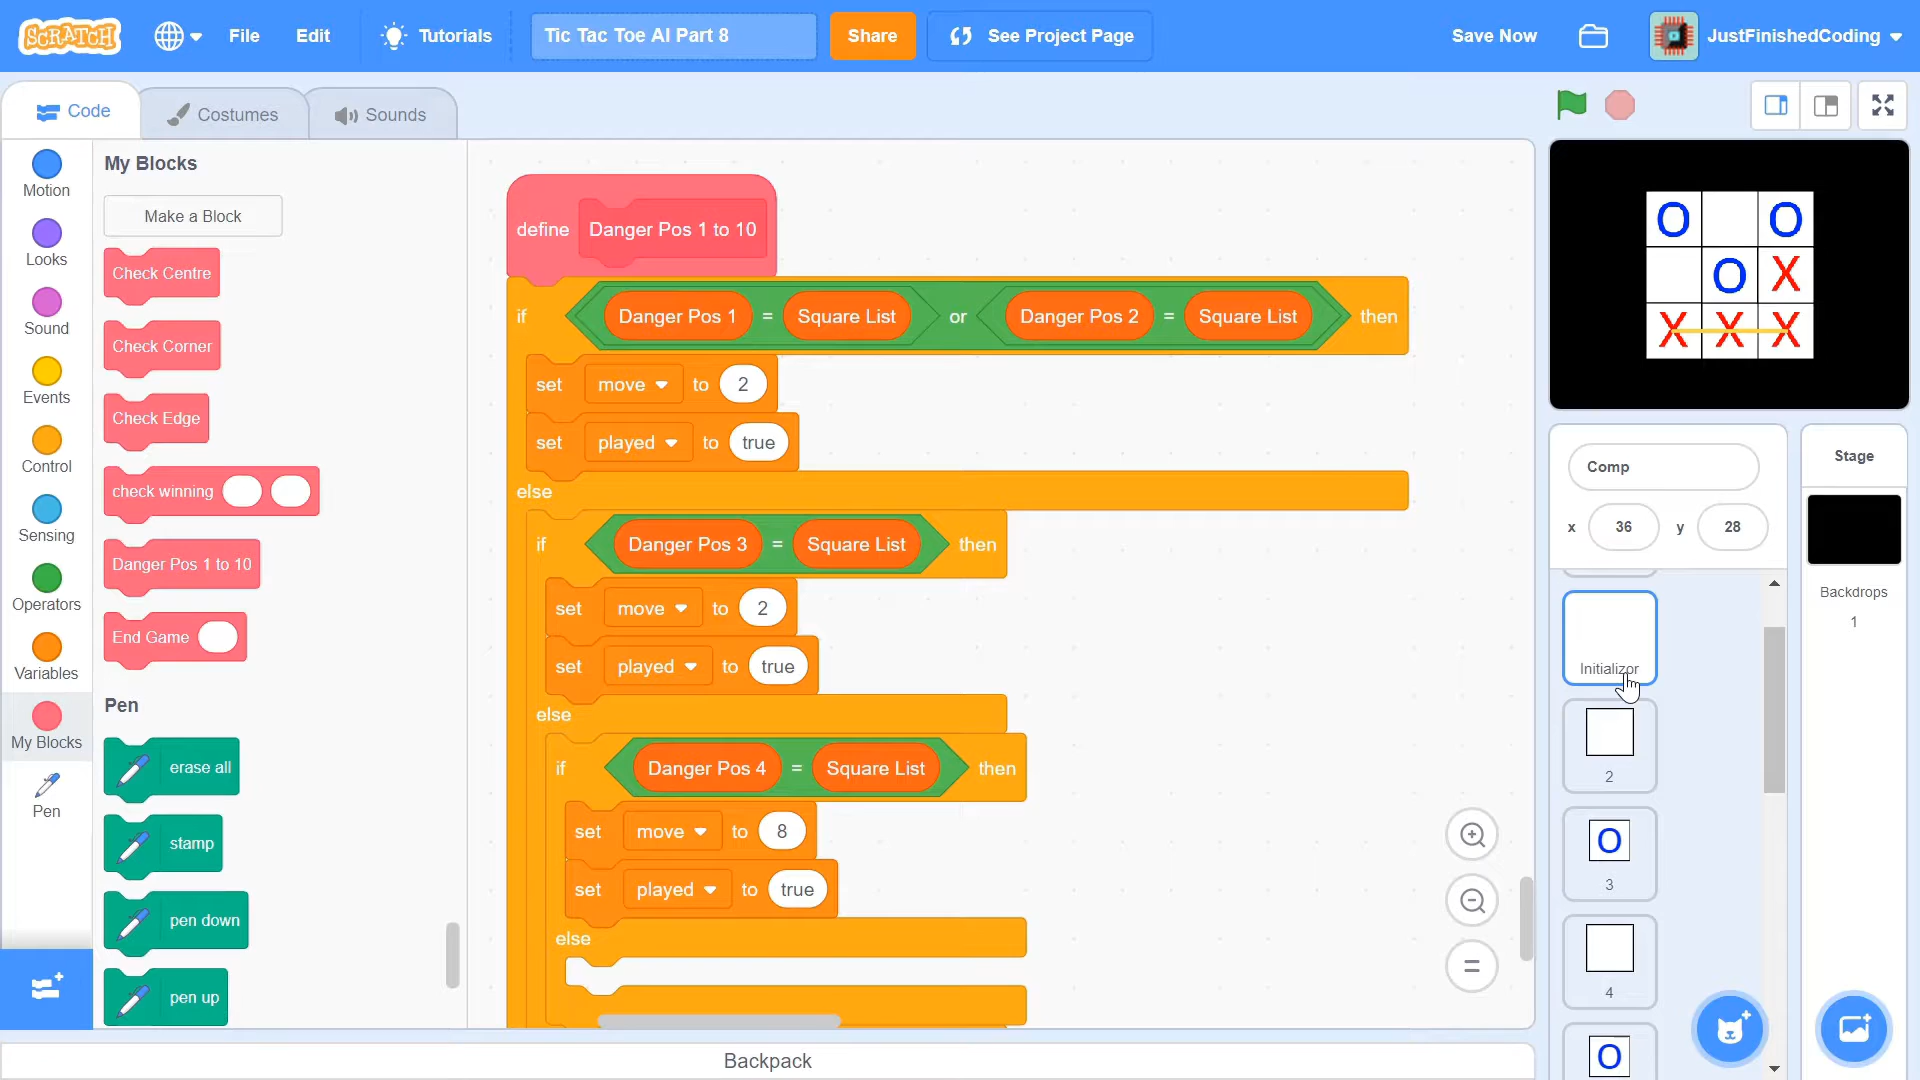 SCRATCH
File
Edit
Tutorials
Tic Tac Toe AI Part 8
Share
See Project Page
Save Now
JustFinishedCoding
Code
Costumes
Sounds
Motion
Looks
Sound
Events
Control
Sensing
Operators
Variables
My Blocks
Pen
My Blocks
Make a Block
Check Centre
Check Corner
Check Edge
check winning
Danger Pos 1 to 10
End Game
Pen
erase all
stamp
pen down
pen up
define Danger Pos 1 to 10
if Danger Pos 1 = Square List or Danger Pos 2 = Square List then
set move to 2
set played to true
else
if Danger Pos 3 = Square List then
set move to 2
set played to true
else
if Danger Pos 4 = Square List then
set move to 8
set played to true
else
Backpack
O O
O X
X X X
Comp
x 36 y 28
Initializor
2
O
3
4
O
Stage
Backdrops
1